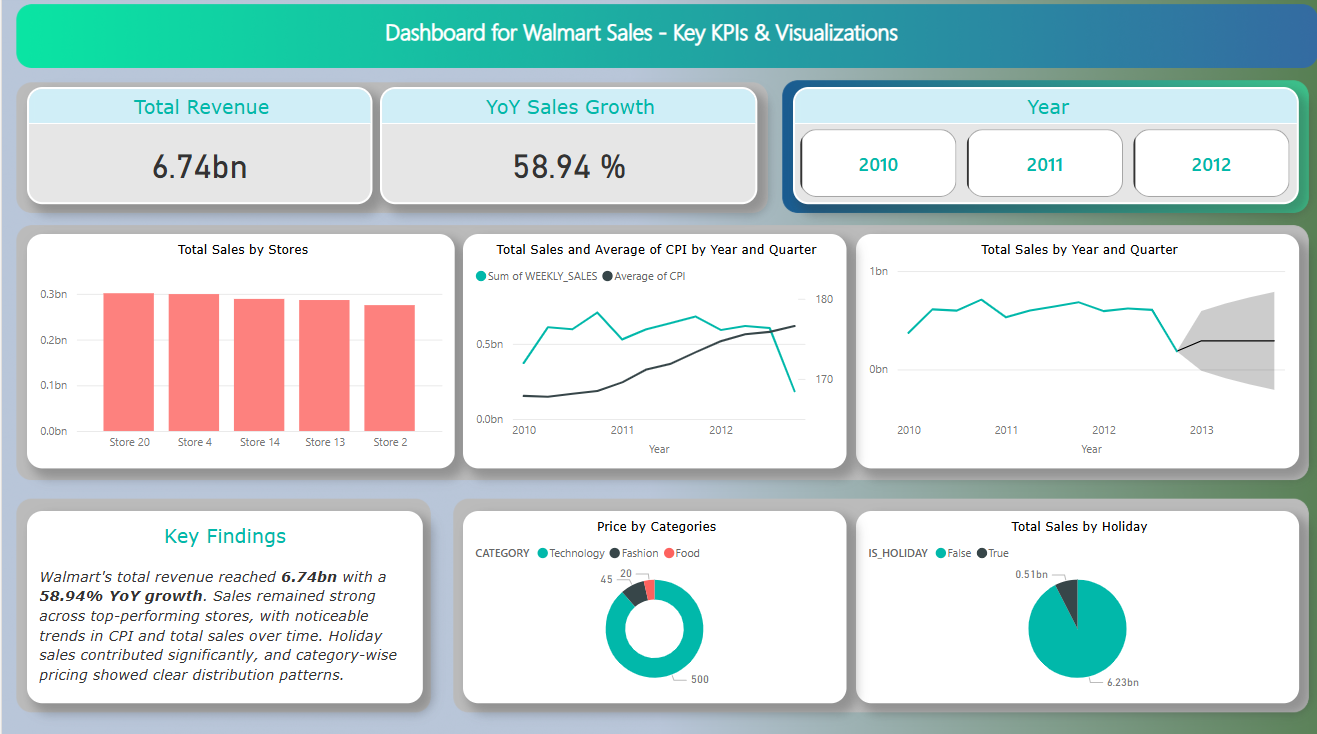 Dashboard for Walmart Sales - Key KPIs & Visualizations
Total Revenue
6.74bn
YoY Sales Growth
58.94 %
Year
2010
2011
2012
Total Sales by Stores
0.3bn
0.2bn
0.1bn
0.0bn
Store 20
Store 4
Store 14
Store 13
Store 2
Total Sales and Average of CPI by Year and Quarter
Sum of WEEKLY_SALES
Average of CPI
180
0.5bn
170
0.0bn
2010
2011
2012
Year
Total Sales by Year and Quarter
1bn
0bn
2010
2011
2012
2013
Year
Key Findings
Walmart's total revenue reached 6.74bn with a
58.94% YoY growth. Sales remained strong
across top-performing stores, with noticeable
trends in CPI and total sales over time. Holiday
sales contributed significantly, and category-wise
pricing showed clear distribution patterns.
Price by Categories
CATEGORY
Technology
Fashion
Food
20
45
500
Total Sales by Holiday
IS_HOLIDAY
False
True
0.51bn
6.23bn